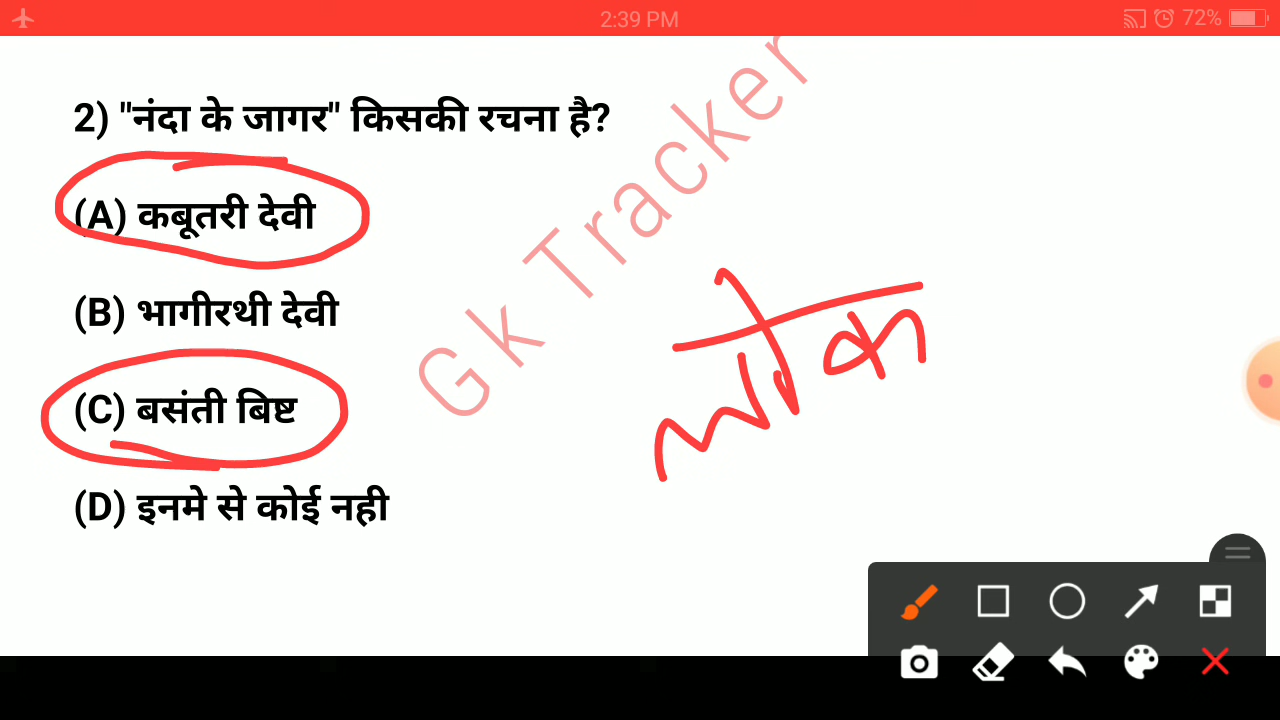 2:39 PM
72%
2) "नंदा के जागर" किसकी रचना है?
(A) कबूतरी देवी
(B) भागीरथी देवी
(C) बसंती बिष्ट
(D) इनमे से कोई नही
Gk Tracker
लोक